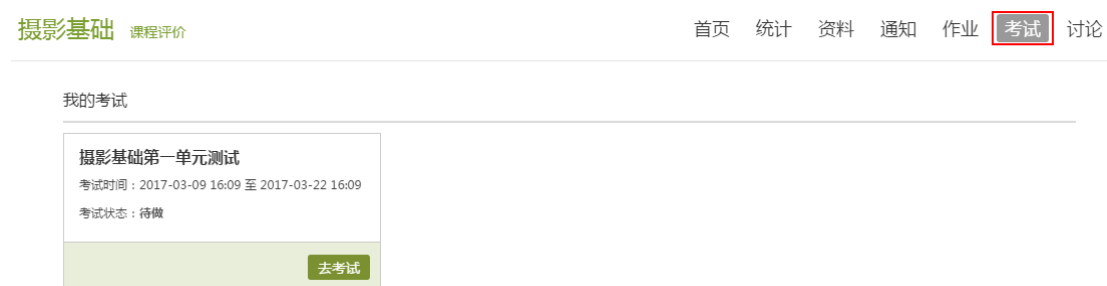 摄影基础 课程评价 首页 统计 资料 通知 作业 考试 讨论
我的考试
摄影基础第一单元测试
考试时间：2017-03-09 16:09 至 2017-03-22 16:09
考试状态：待做
去考试